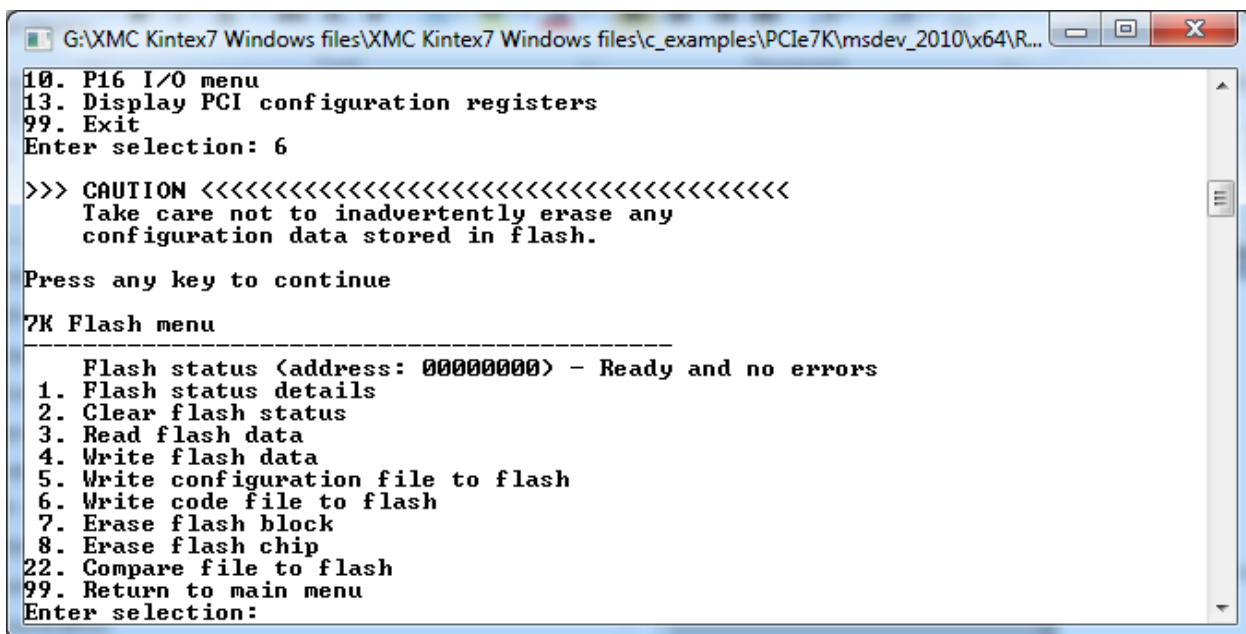 G:\XMC Kintex7 Windows files\XMC Kintex7 Windows files\c_examples\PCIe7K\msdev_2010\x64\R...
10. P16 I/O menu
13. Display PCI configuration registers
99. Exit
Enter selection: 6
>>> CAUTION <<<<<<<<<<<<<<<<<<<<<<<<<<<<<<<<<<<<<<<<<
Take care not to inadvertently erase any
configuration data stored in flash.
Press any key to continue
7K Flash menu
------------------------------------------------
Flash status (address: 00000000) - Ready and no errors
1. Flash status details
2. Clear flash status
3. Read flash data
4. Write flash data
5. Write configuration file to flash
6. Write code file to flash
7. Erase flash block
8. Erase flash chip
22. Compare file to flash
99. Return to main menu
Enter selection: